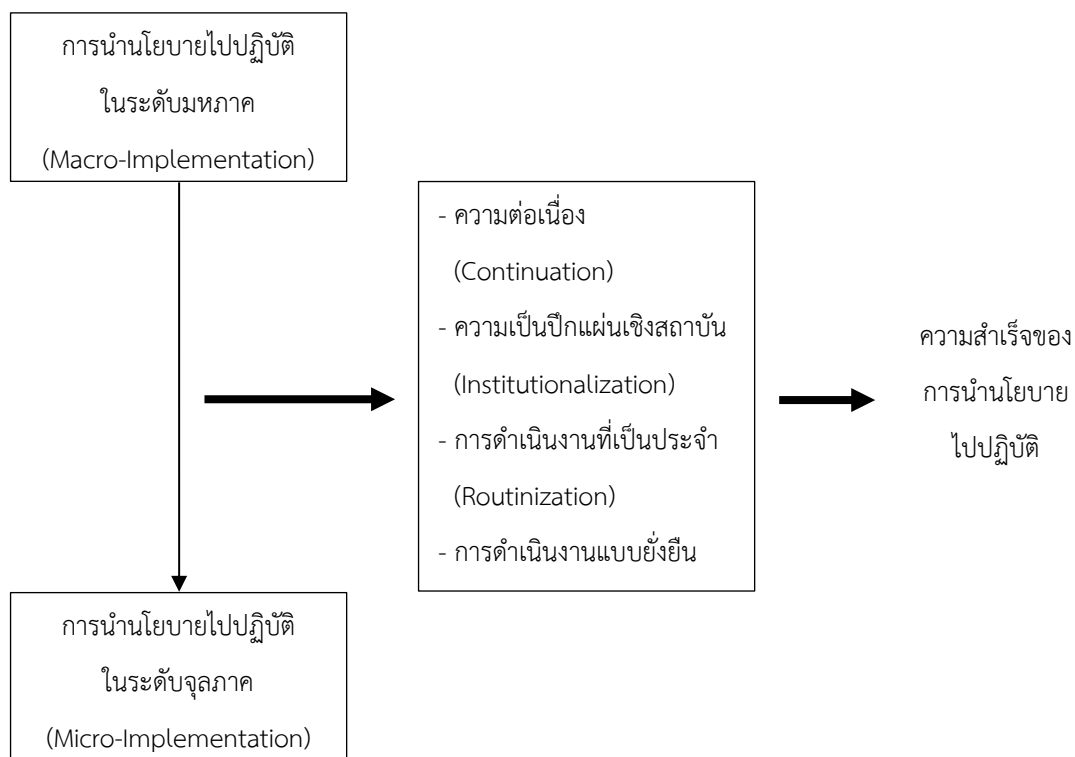 การนำนโยบายไปปฏิบัติ
ในระดับมหภาค
(Macro-Implementation)
- ความต่อเนื่อง
(Continuation)
- ความเป็นปึกแผ่นเชิงสถาบัน
(Institutionalization)
- การดำเนินงานที่เป็นประจำ
(Routinization)
- การดำเนินงานแบบยั่งยืน
ความสำเร็จของ
การนำนโยบาย
ไปปฏิบัติ
การนำนโยบายไปปฏิบัติ
ในระดับจุลภาค
(Micro-Implementation)